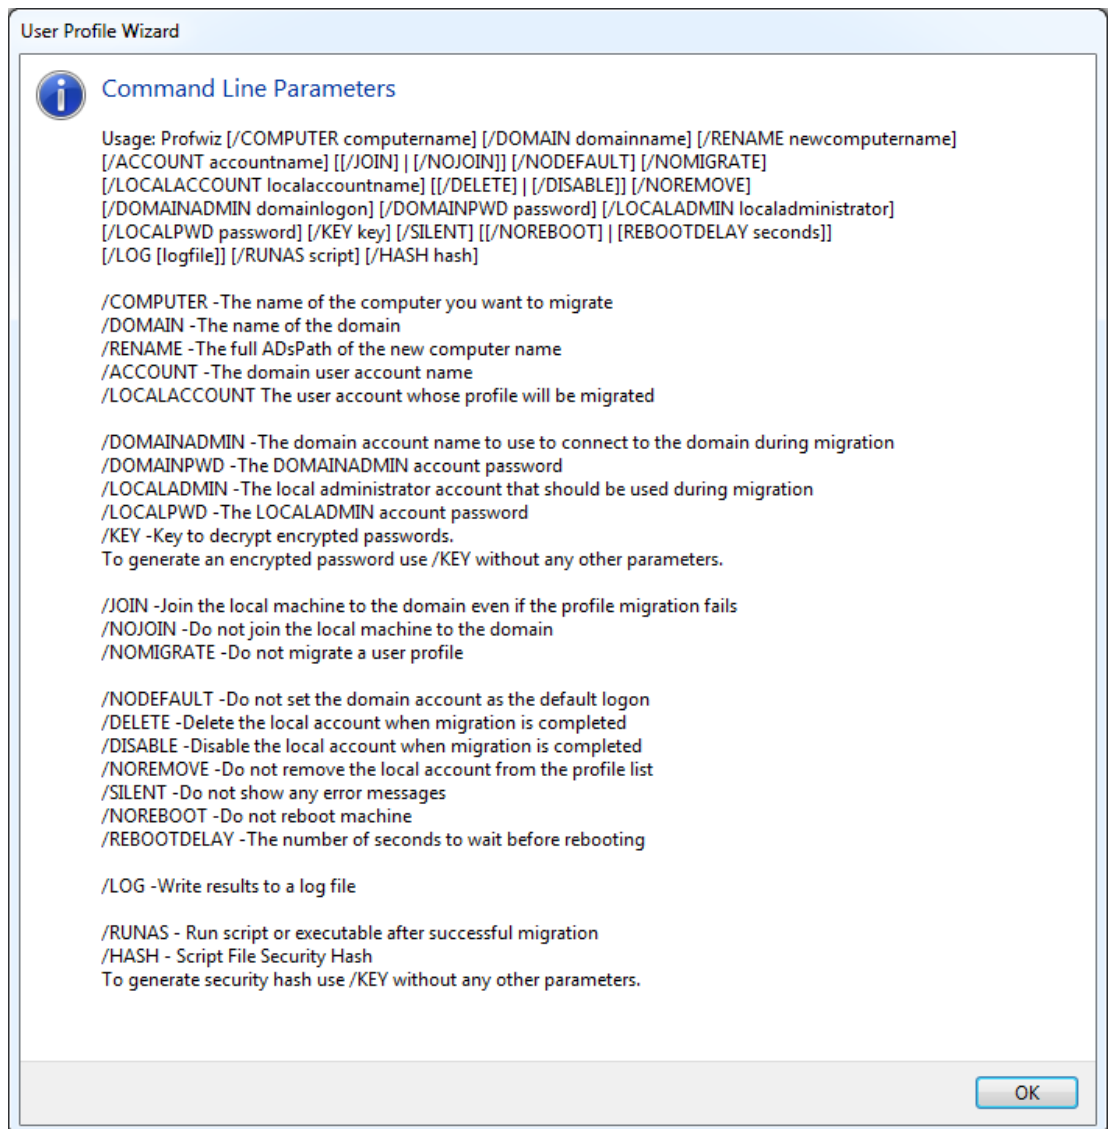 User Profile Wizard
Command Line Parameters
Usage: Profwiz [/COMPUTER computername] [/DOMAIN domainname] [/RENAME newcomputername]
[/ACCOUNT accountname] [[/JOIN] | [/NOJOIN]] [/NODEFAULT] [/NOMIGRATE]
[/LOCALACCOUNT localaccountname] [[/DELETE] | [/DISABLE]] [/NOREMOVE]
[/DOMAINADMIN domainlogon] [/DOMAINPWD password] [/LOCALADMIN localadministrator]
[/LOCALPWD password] [/KEY key] [/SILENT] [[/NOREBOOT] | [REBOOTDELAY seconds]]
[/LOG [logfile]] [/RUNAS script] [/HASH hash]
/COMPUTER -The name of the computer you want to migrate
/DOMAIN -The name of the domain
/RENAME -The full ADsPath of the new computer name
/ACCOUNT -The domain user account name
/LOCALACCOUNT The user account whose profile will be migrated
/DOMAINADMIN -The domain account name to use to connect to the domain during migration
/DOMAINPWD -The DOMAINADMIN account password
/LOCALADMIN -The local administrator account that should be used during migration
/LOCALPWD -The LOCALADMIN account password
/KEY -Key to decrypt encrypted passwords.
To generate an encrypted password use /KEY without any other parameters.
/JOIN -Join the local machine to the domain even if the profile migration fails
/NOJOIN -Do not join the local machine to the domain
/NOMIGRATE -Do not migrate a user profile
/NODEFAULT -Do not set the domain account as the default logon
/DELETE -Delete the local account when migration is completed
/DISABLE -Disable the local account when migration is completed
/NOREMOVE -Do not remove the local account from the profile list
/SILENT -Do not show any error messages
/NOREBOOT -Do not reboot machine
/REBOOTDELAY -The number of seconds to wait before rebooting
/LOG -Write results to a log file
/RUNAS - Run script or executable after successful migration
/HASH - Script File Security Hash
To generate security hash use /KEY without any other parameters.
OK